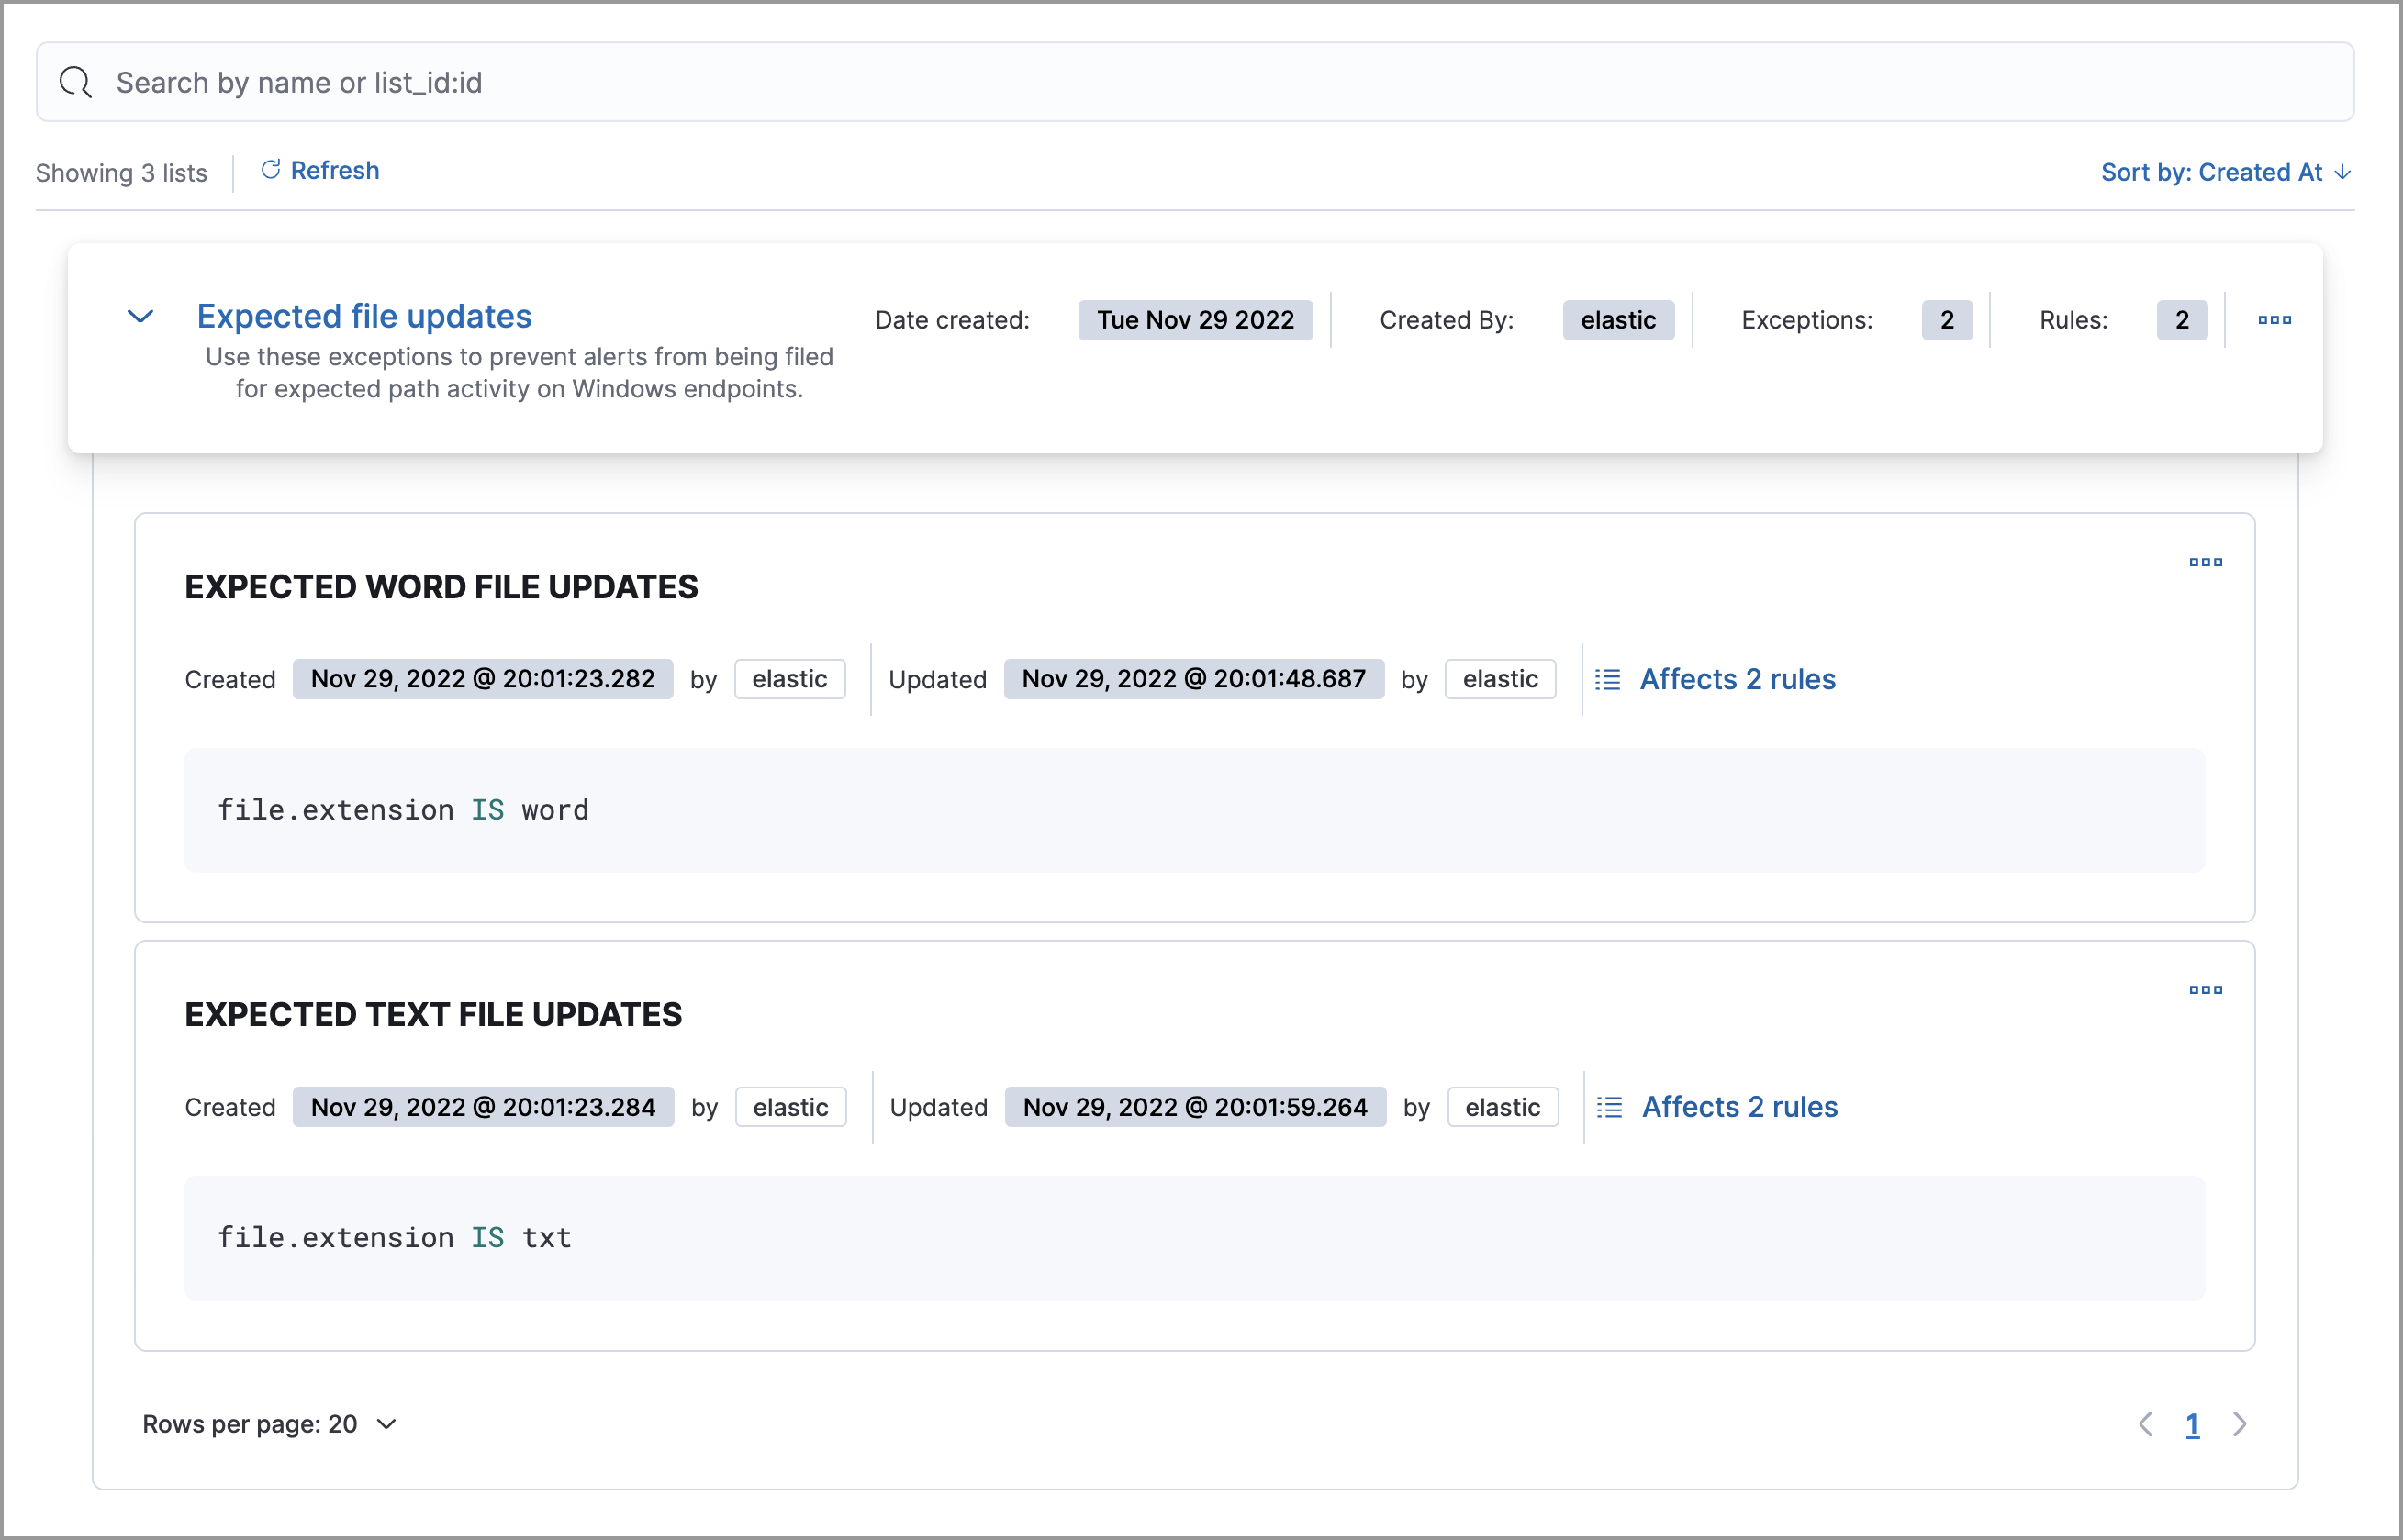 Search by name or list_id:id
Showing 3 lists Refresh Sort by: Created At
Expected file updates Date created: Tue Nov 29 2022 Created By: elastic Exceptions: 2 Rules: 2
Use these exceptions to prevent alerts from being filed
for expected path activity on Windows endpoints.
EXPECTED WORD FILE UPDATES
Created Nov 29, 2022 @ 20:01:23.282 by elastic Updated Nov 29, 2022 @ 20:01:48.687 by elastic Affects 2 rules
file.extension IS word
EXPECTED TEXT FILE UPDATES
Created Nov 29, 2022 @ 20:01:23.284 by elastic Updated Nov 29, 2022 @ 20:01:59.264 by elastic Affects 2 rules
file.extension IS txt
Rows per page: 20 1